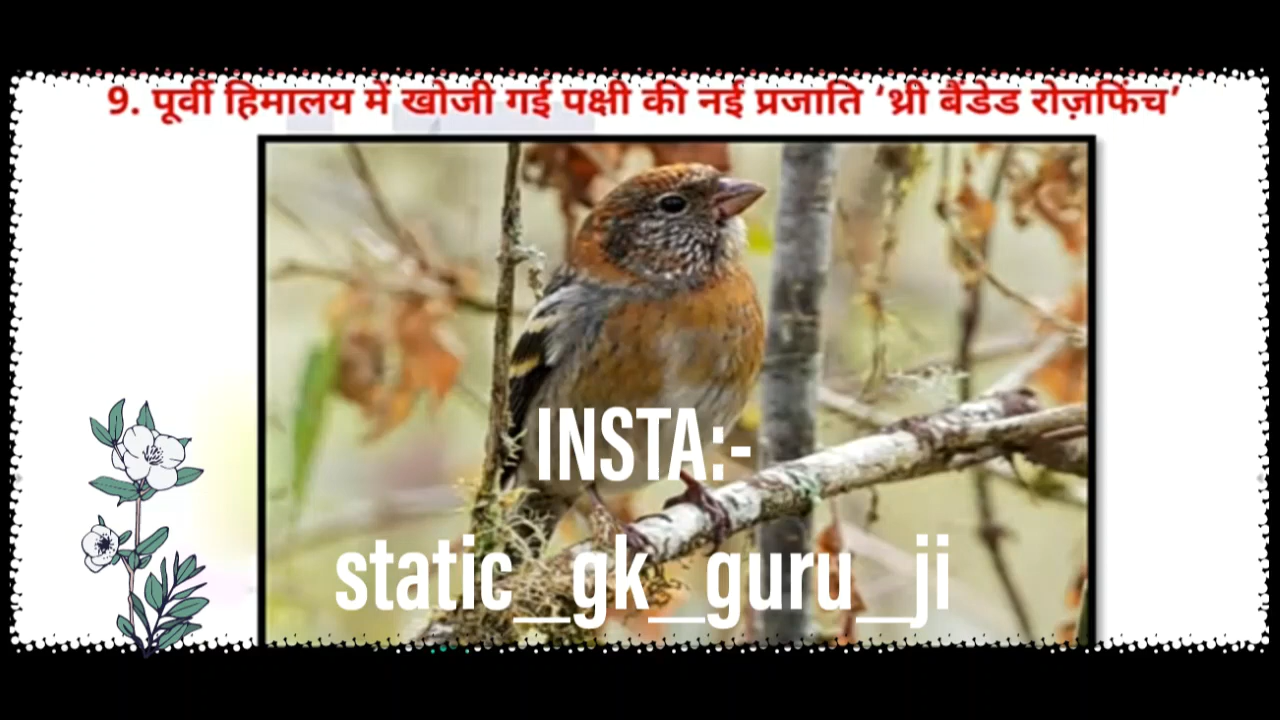 9. पूर्वी हिमालय में खोजी गई पक्षी की नई प्रजाति ‘थ्री बैंडेड रोज़फिंच’
INSTA:-
static_gk_guru_ji